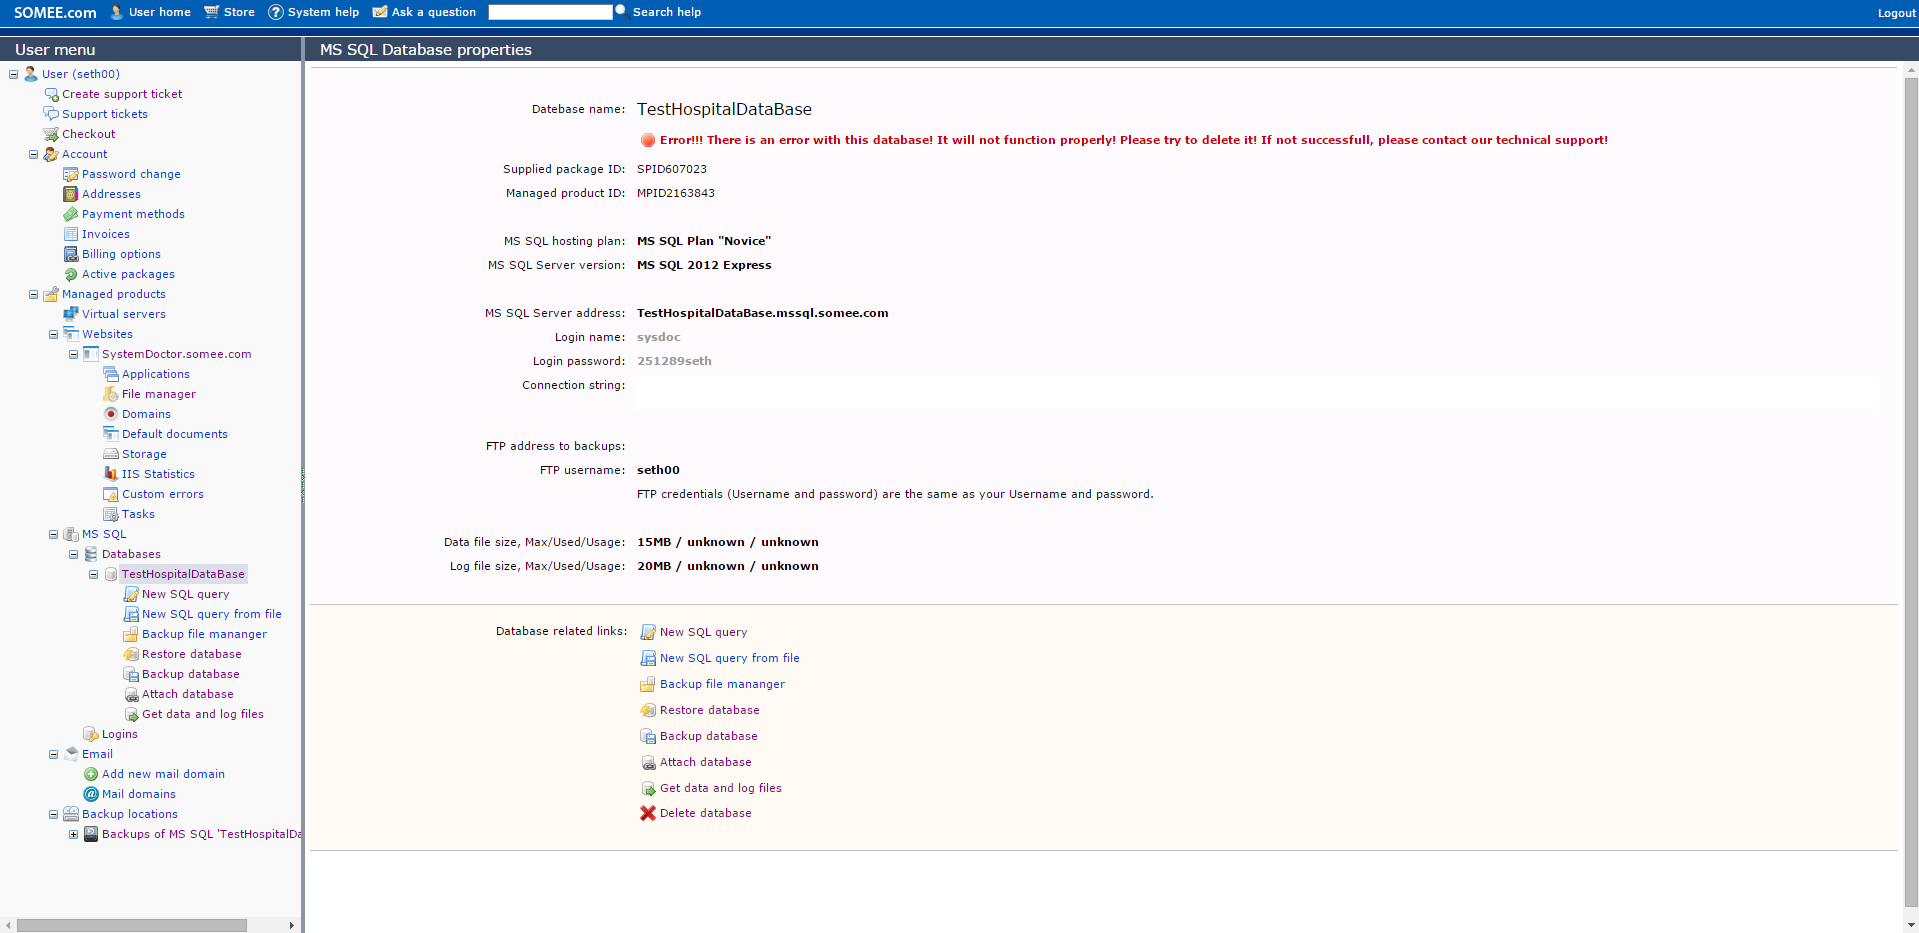 SOMEE.com User home Store System help Ask a question Search help Logout
User menu
User (seth00)
Create support ticket
Support tickets
Checkout
Account
Password change
Addresses
Payment methods
Invoices
Billing options
Active packages
Managed products
Virtual servers
Websites
SystemDoctor.somee.com
Applications
File manager
Domains
Default documents
Storage
IIS Statistics
Custom errors
Tasks
MS SQL
Databases
TestHospitalDataBase
New SQL query
New SQL query from file
Backup file mananger
Restore database
Backup database
Attach database
Get data and log files
Logins
Email
Add new mail domain
Mail domains
Backup locations
Backups of MS SQL 'TestHospitalDa
MS SQL Database properties
Datebase name: TestHospitalDataBase
Error!!! There is an error with this database! It will not function properly! Please try to delete it! If not successfull, please contact our technical support!
Supplied package ID: SPID607023
Managed product ID: MPID2163843
MS SQL hosting plan: MS SQL Plan "Novice"
MS SQL Server version: MS SQL 2012 Express
MS SQL Server address: TestHospitalDataBase.mssql.somee.com
Login name: sysdoc
Login password: 251289seth
Connection string:
FTP address to backups:
FTP username: seth00
FTP credentials (Username and password) are the same as your Username and password.
Data file size, Max/Used/Usage: 15MB / unknown / unknown
Log file size, Max/Used/Usage: 20MB / unknown / unknown
Database related links: New SQL query
New SQL query from file
Backup file mananger
Restore database
Backup database
Attach database
Get data and log files
Delete database